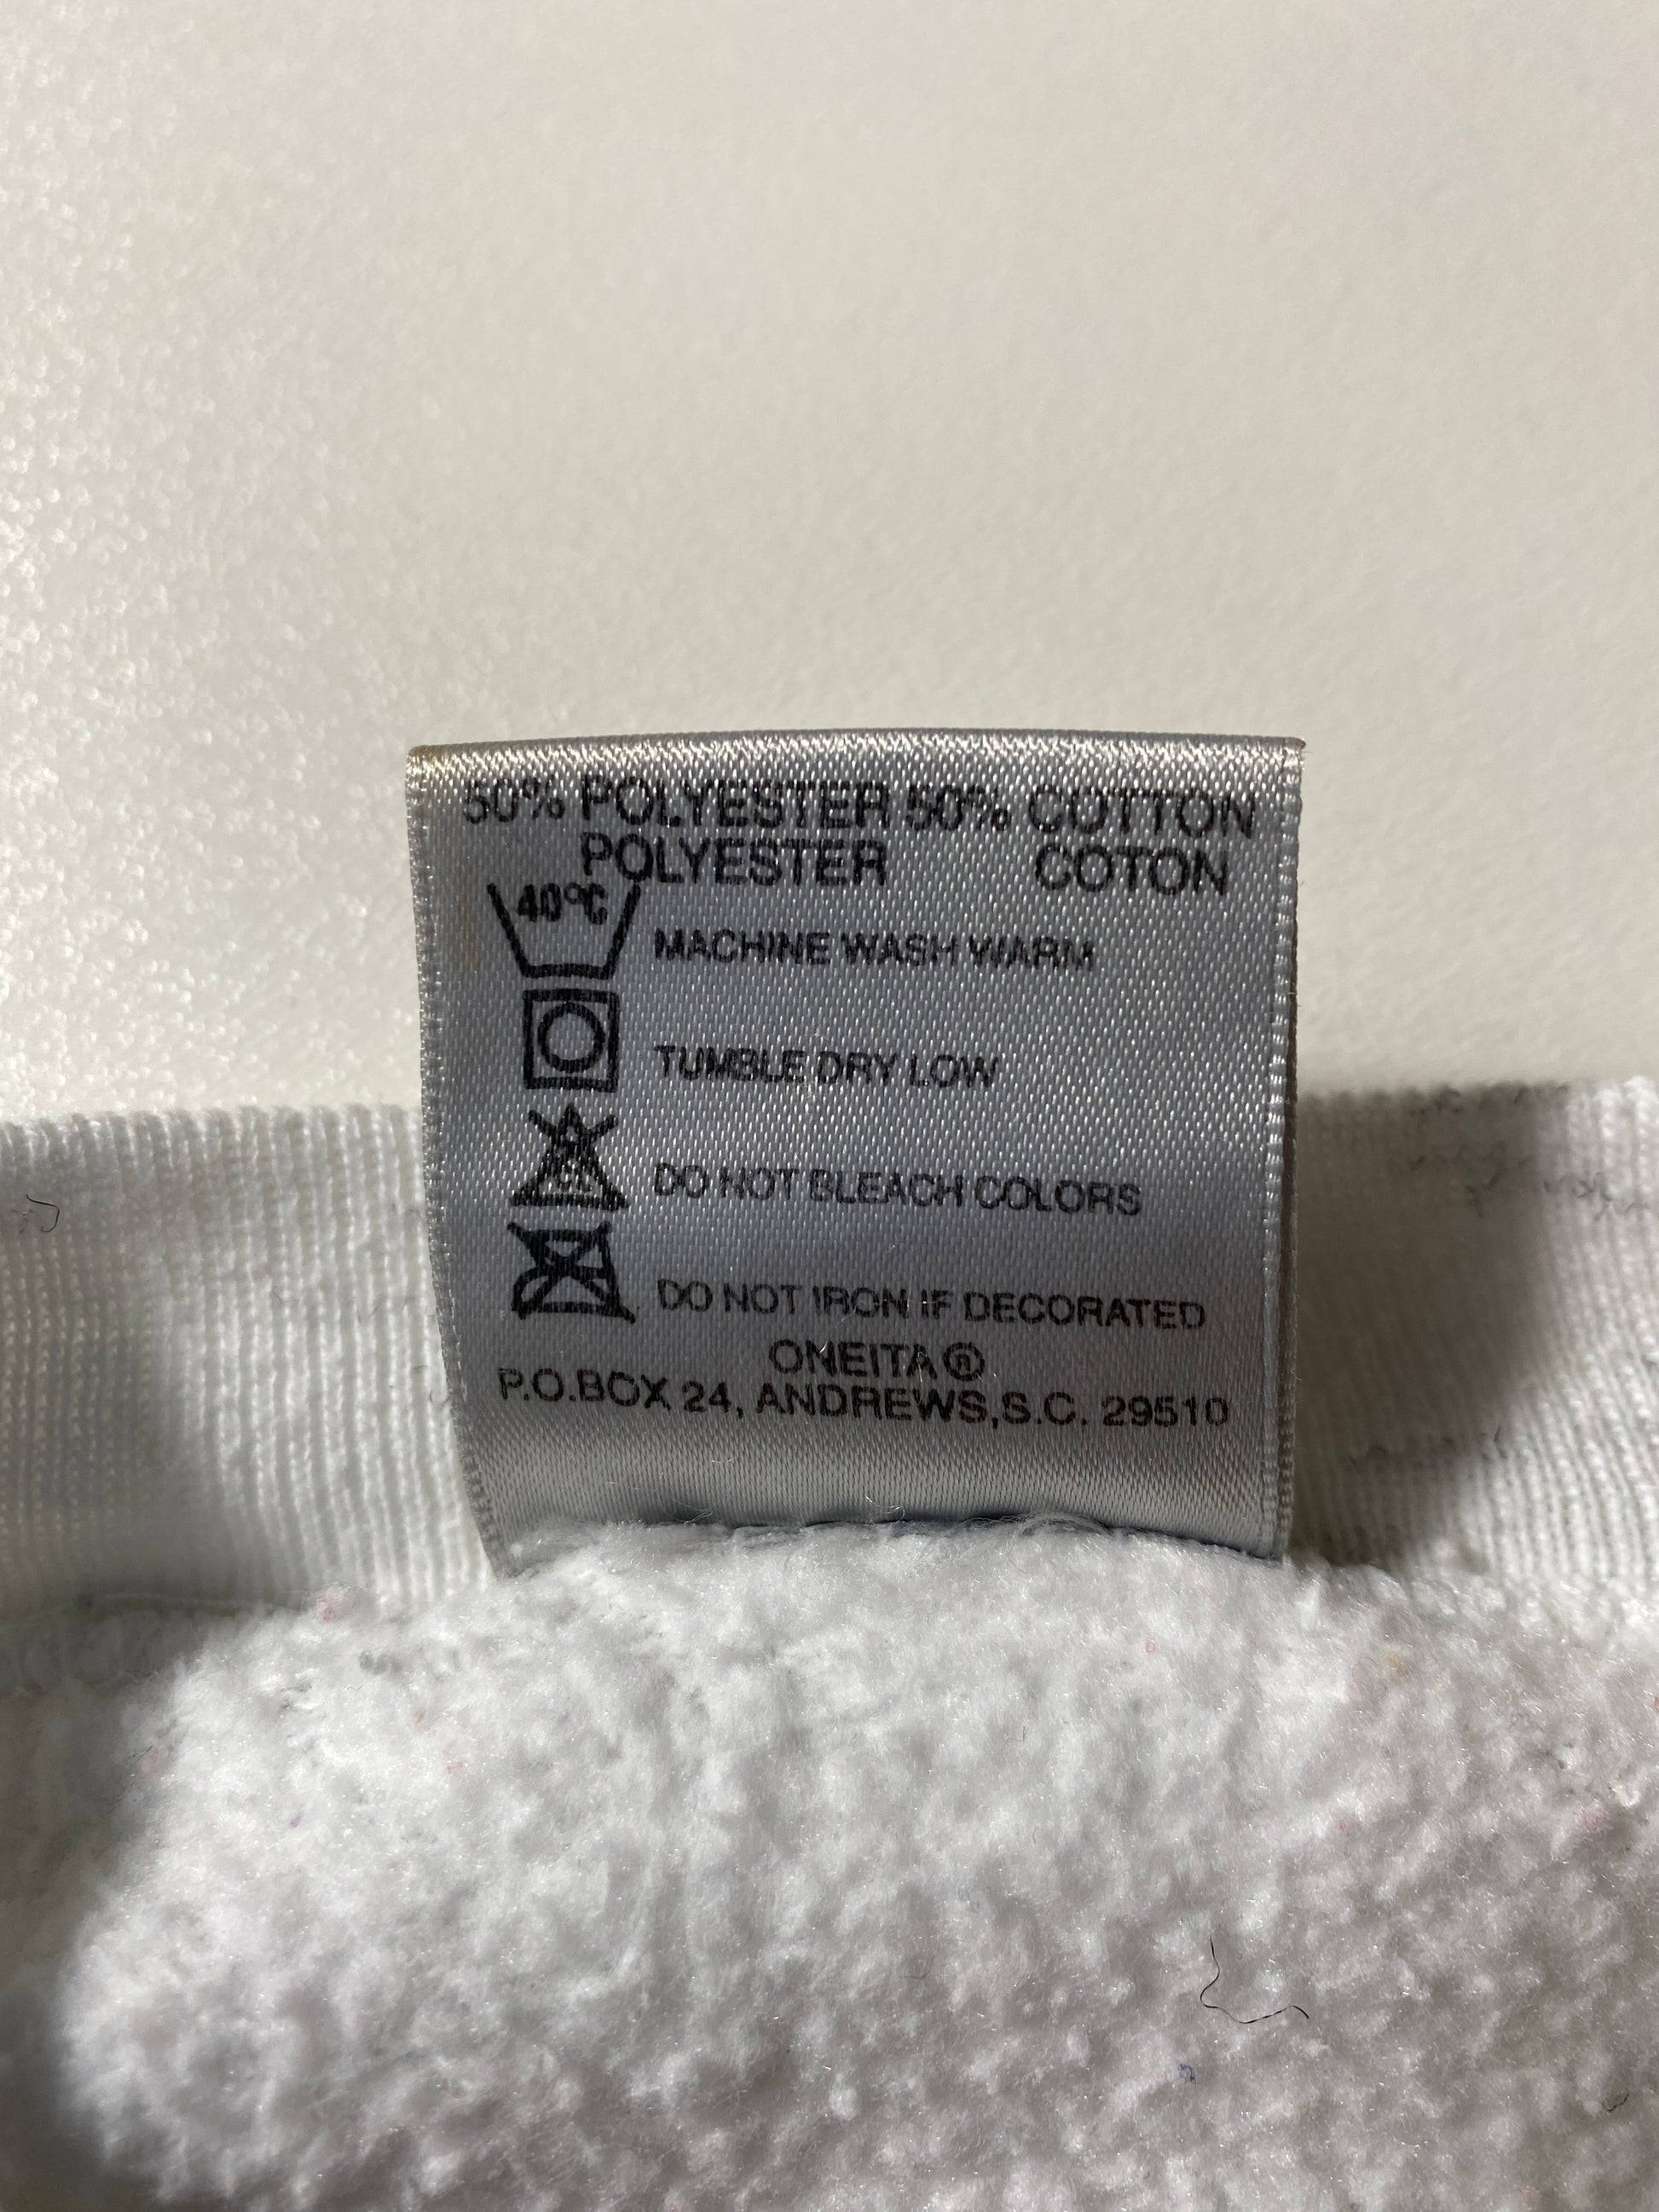 50% POLYESTER 50% COTTON
POLYESTER COTON
40°C MACHINE WASH WARM
TUMBLE DRY LOW
CL DO NOT BLEACH COLORS
DO NOT IRON IF DECORATED
ONEITA®
P.O.BOX 24, ANDREWS,S.C. 29510